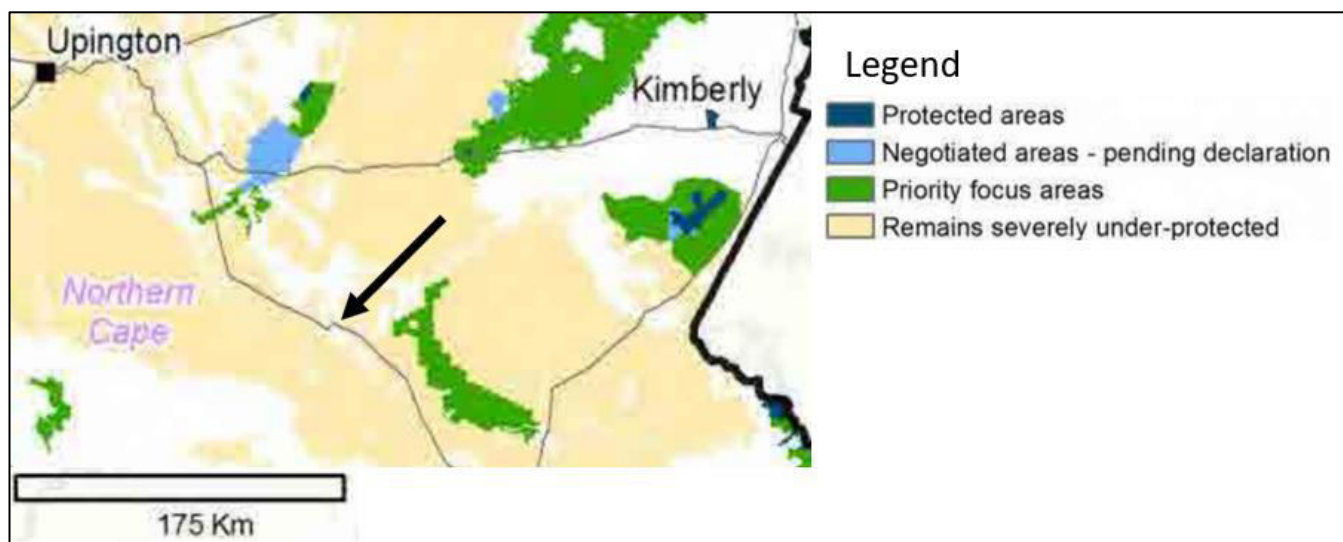 Upington
Kimberly
Northern
Cape
175 Km
Legend
Protected areas
Negotiated areas - pending declaration
Priority focus areas
Remains severely under-protected